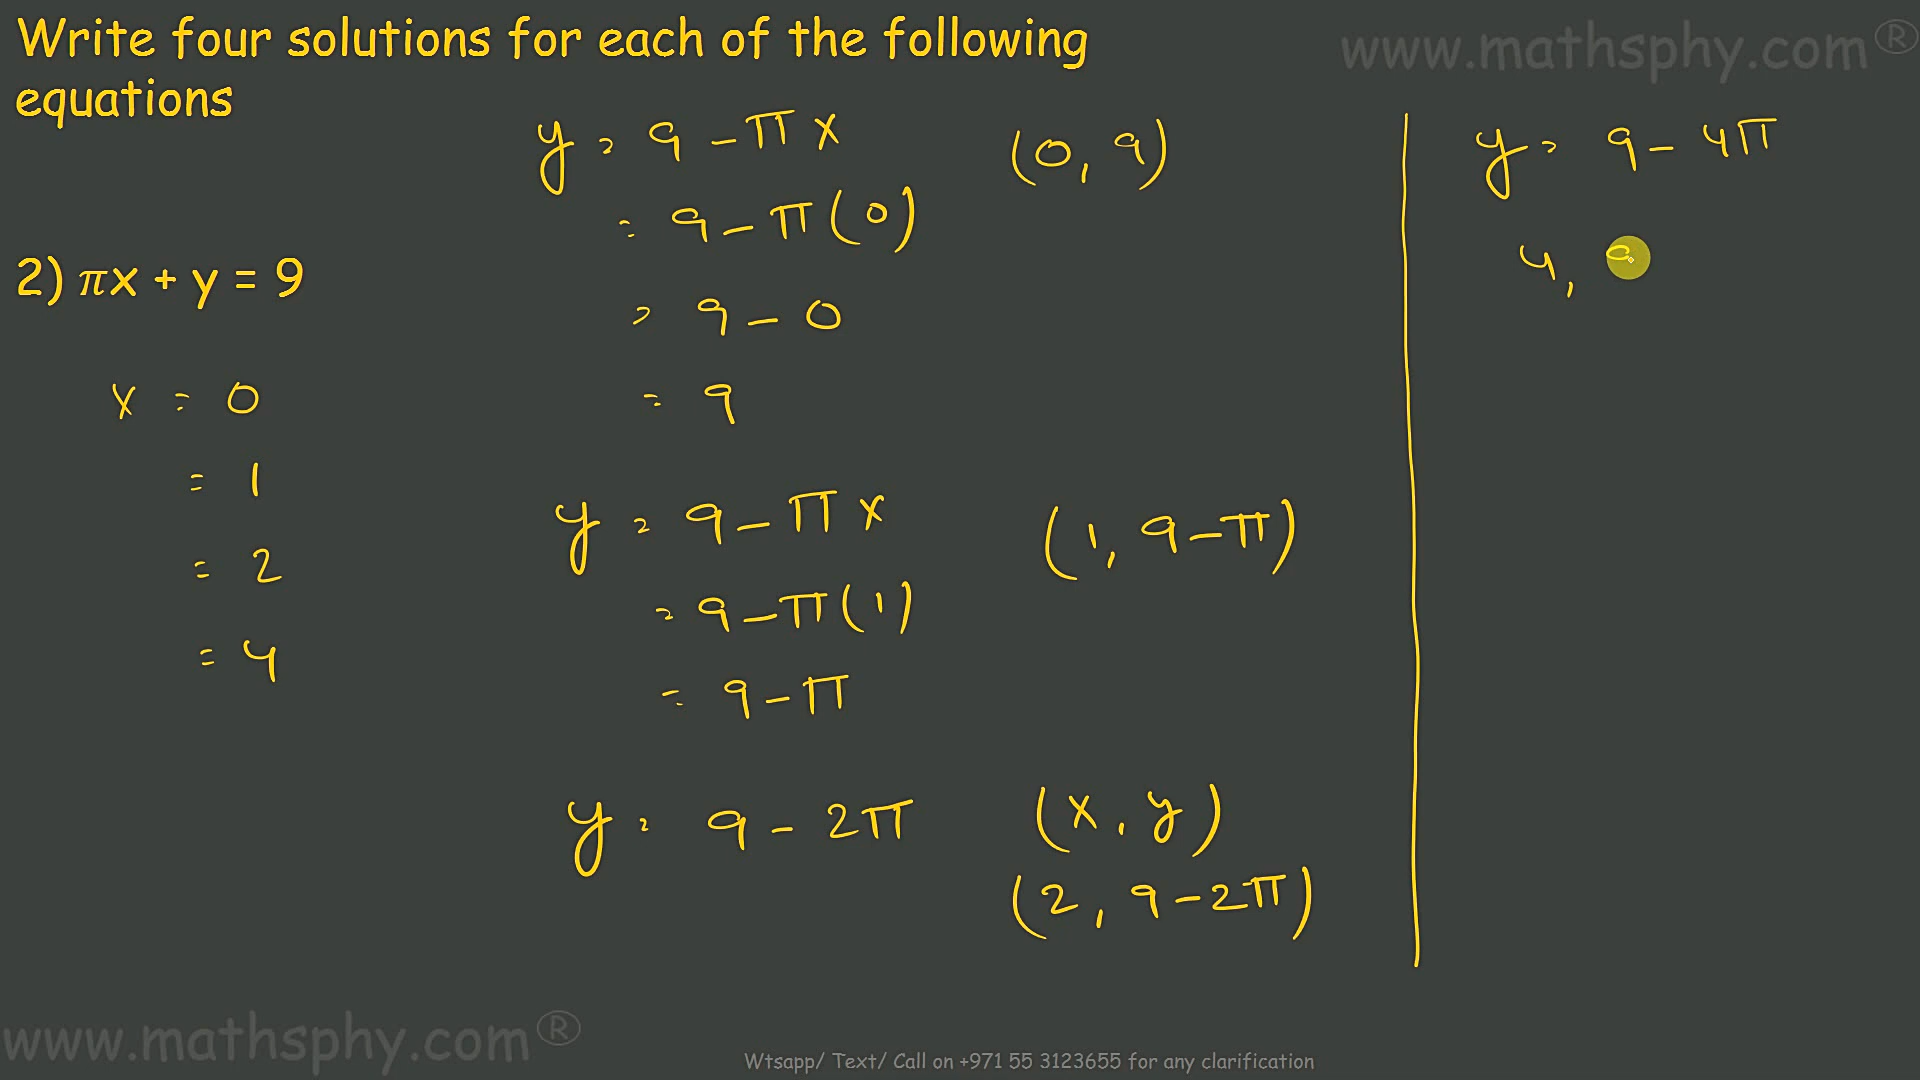 Write four solutions for each of the following
equations
www.mathsphy.com®
2) πx + y = 9
x = 0
= 1
= 2
= 4
y = 9 - πx
(0, 9)
= 9 - π(0)
= 9 - 0
= 9
y = 9 - πx
(1, 9 - π)
= 9 - π(1)
= 9 - π
y = 9 - 2π
(x, y)
(2, 9 - 2π)
y = 9 - 4π
4, 9
www.mathsphy.com®
Wtsapp/ Text/ Call on +971 55 3123655 for any clarification